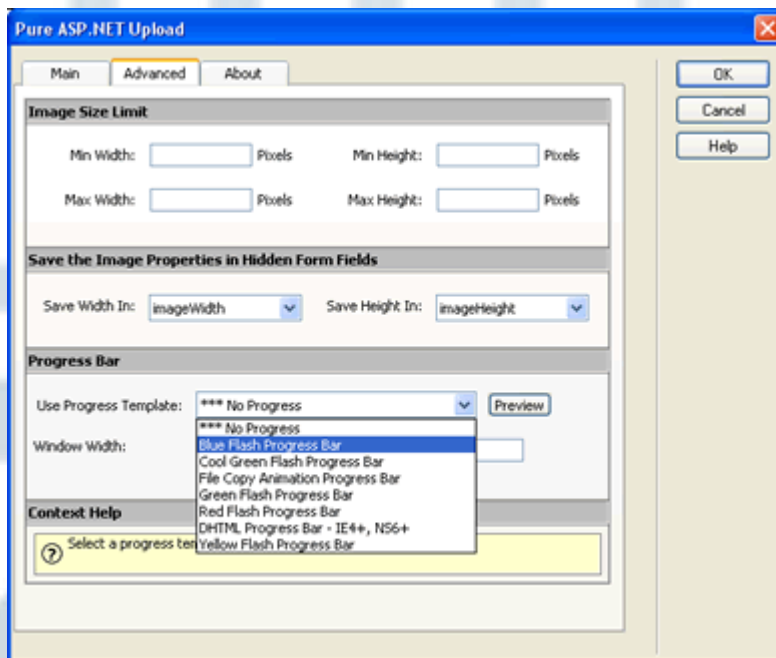 Pure ASP.NET Upload
Main Advanced About
OK
Cancel
Help
Image Size Limit
Min Width: Pixels Min Height: Pixels
Max Width: Pixels Max Height: Pixels
Save the Image Properties in Hidden Form Fields
Save Width In: imageWidth Save Height In: imageHeight
Progress Bar
Use Progress Template: *** No Progress Preview
*** No Progress
Window Width: Blue Flash Progress Bar
Cool Green Flash Progress Bar
File Copy Animation Progress Bar
Green Flash Progress Bar
Context Help Red Flash Progress Bar
DHTML Progress Bar - IE4+, NS6+
Select a progress Yellow Flash Progress Bar